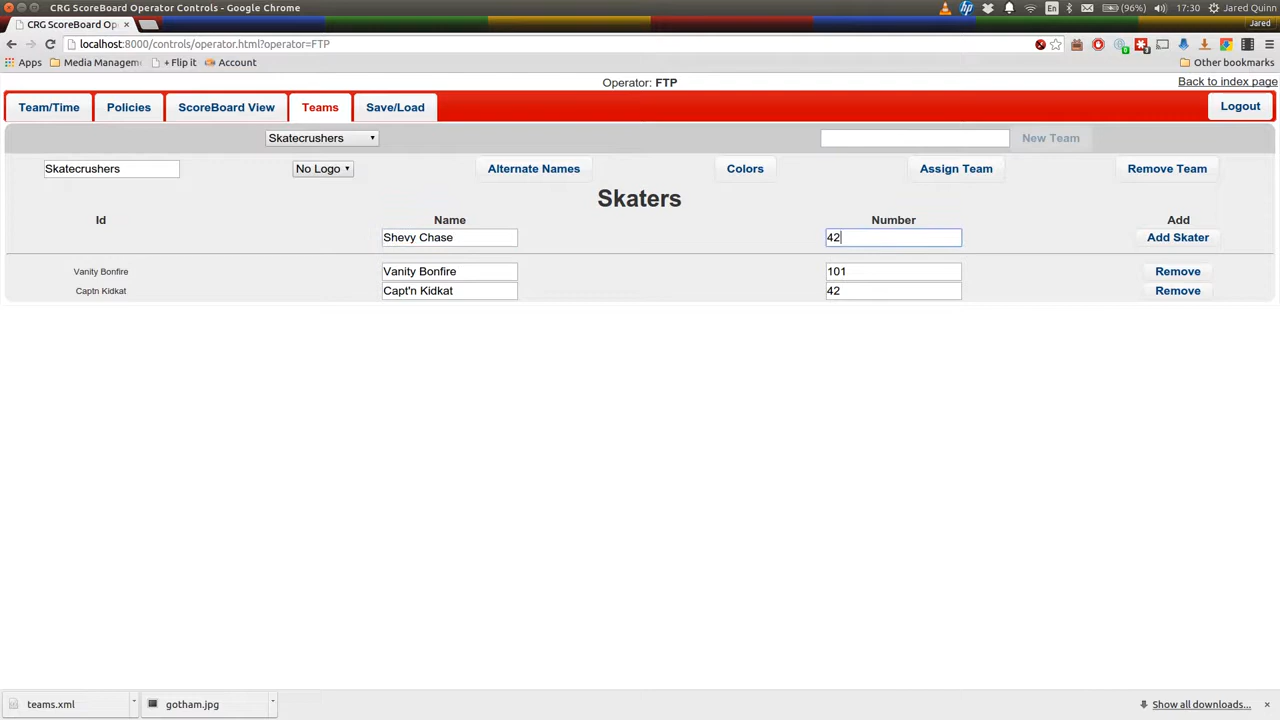 CRG ScoreBoard Operator Controls - Google Chrome
En (96%) 17:30 Jared Quinn
CRG ScoreBoard Ope Jared
localhost:8000/controls/operator.html?operator=FTP
Apps Media Managem + Flip it Account Other bookmarks
Operator: FTP Back to index page
Team/Time Policies ScoreBoard View Teams Save/Load Logout
Skatecrushers New Team
Skatecrushers No Logo Alternate Names Colors Assign Team Remove Team
Skaters
Id Name Number Add
Shevy Chase 42 Add Skater
Vanity Bonfire Vanity Bonfire 101 Remove
Captn Kidkat Capt'n Kidkat 42 Remove
teams.xml gotham.jpg Show all downloads...